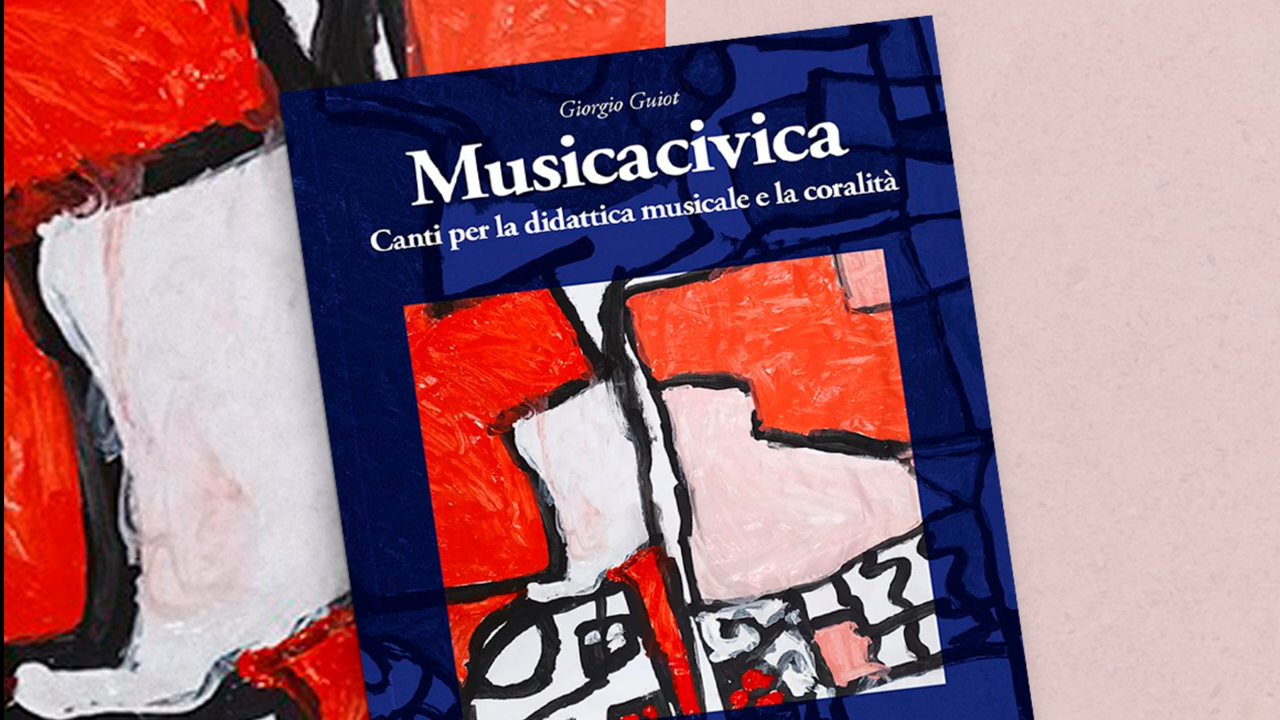 Giorgio Guiot
Musicacivica
Canti per la didattica musicale e la coralità